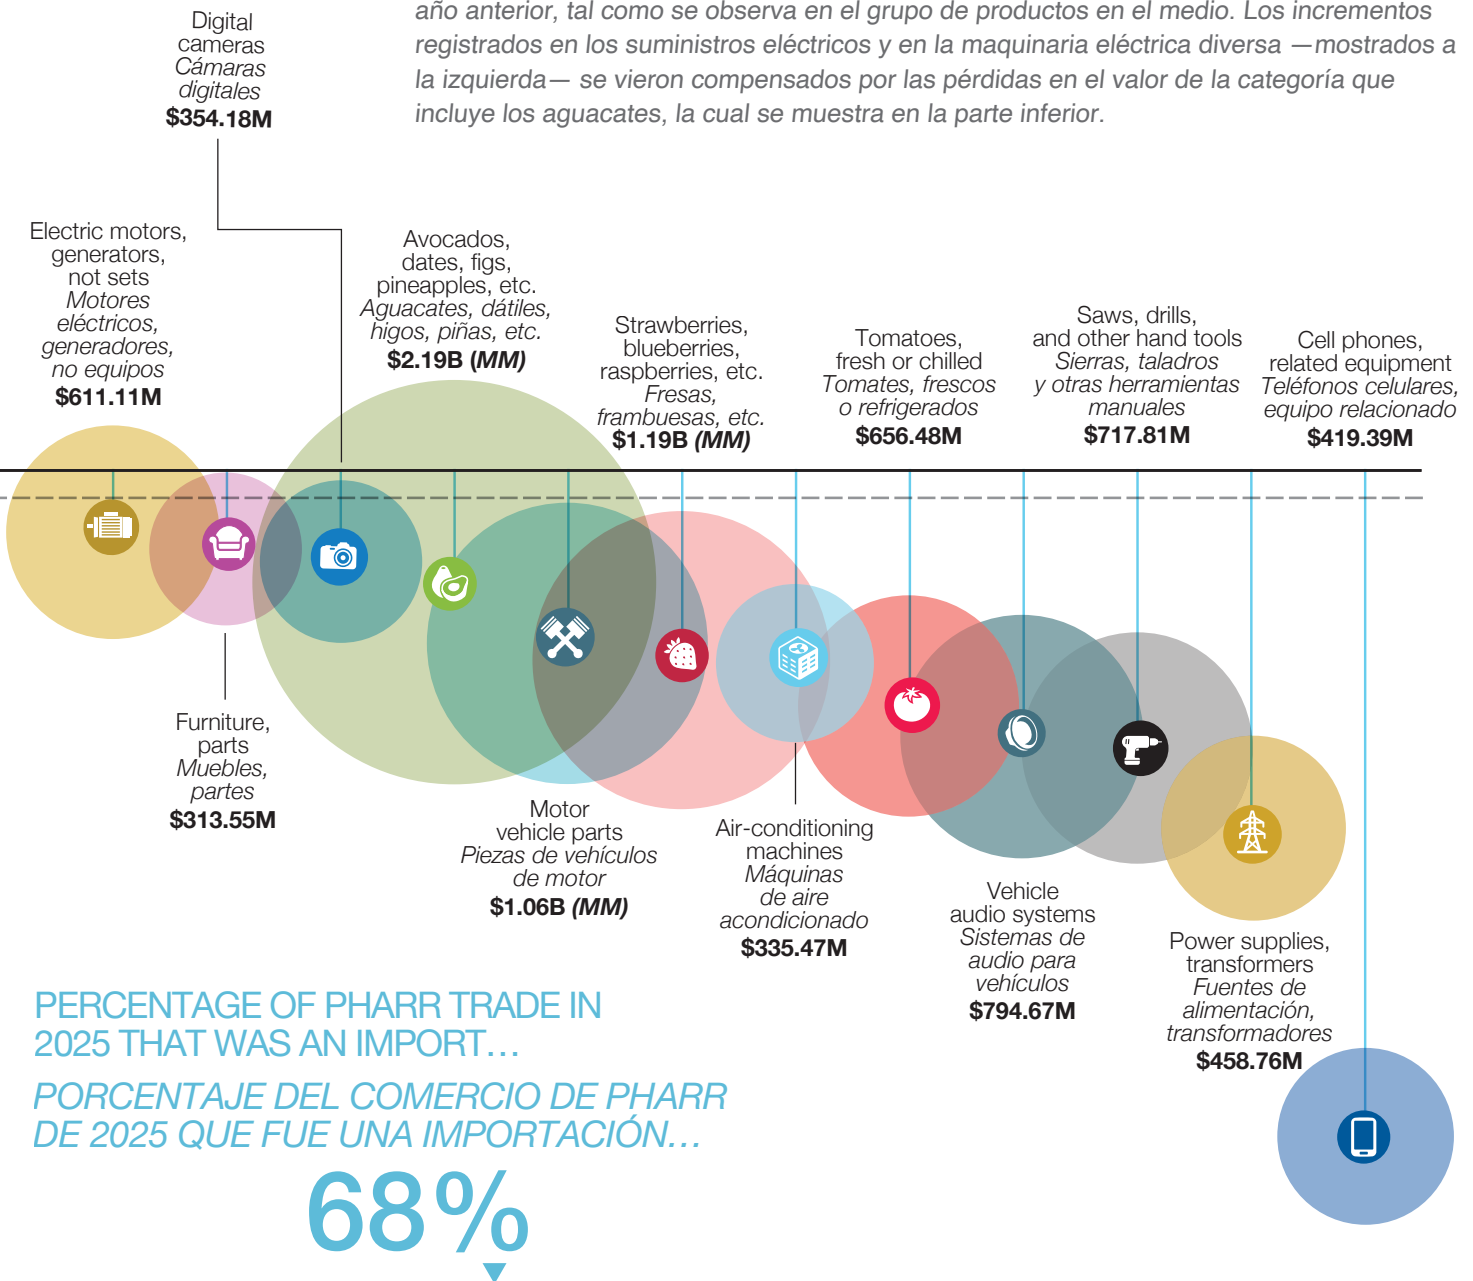 año anterior, tal como se observa en el grupo de productos en el medio. Los incrementos
registrados en los suministros eléctricos y en la maquinaria eléctrica diversa —mostrados a
la izquierda— se vieron compensados por las pérdidas en el valor de la categoría que
incluye los aguacates, la cual se muestra en la parte inferior.
Digital
cameras
Cámaras
digitales
$354.18M
Electric motors,
generators,
not sets
Motores
eléctricos,
generadores,
no equipos
$611.11M
Avocados,
dates, figs,
pineapples, etc.
Aguacates, dátiles,
higos, piñas, etc.
$2.19B (MM)
Strawberries,
blueberries,
raspberries, etc.
Fresas,
frambuesas, etc.
$1.19B (MM)
Tomatoes,
fresh or chilled
Tomates, frescos
o refrigerados
$656.48M
Saws, drills,
and other hand tools
Sierras, taladros
y otras herramientas
manuales
$717.81M
Cell phones,
related equipment
Teléfonos celulares,
equipo relacionado
$419.39M
Furniture,
parts
Muebles,
partes
$313.55M
Motor
vehicle parts
Piezas de vehículos
de motor
$1.06B (MM)
Air-conditioning
machines
Máquinas
de aire
acondicionado
$335.47M
Vehicle
audio systems
Sistemas de
audio para
vehículos
$794.67M
Power supplies,
transformers
Fuentes de
alimentación,
transformadores
$458.76M
PERCENTAGE OF PHARR TRADE IN
2025 THAT WAS AN IMPORT…
PORCENTAJE DEL COMERCIO DE PHARR
DE 2025 QUE FUE UNA IMPORTACIÓN…
68%